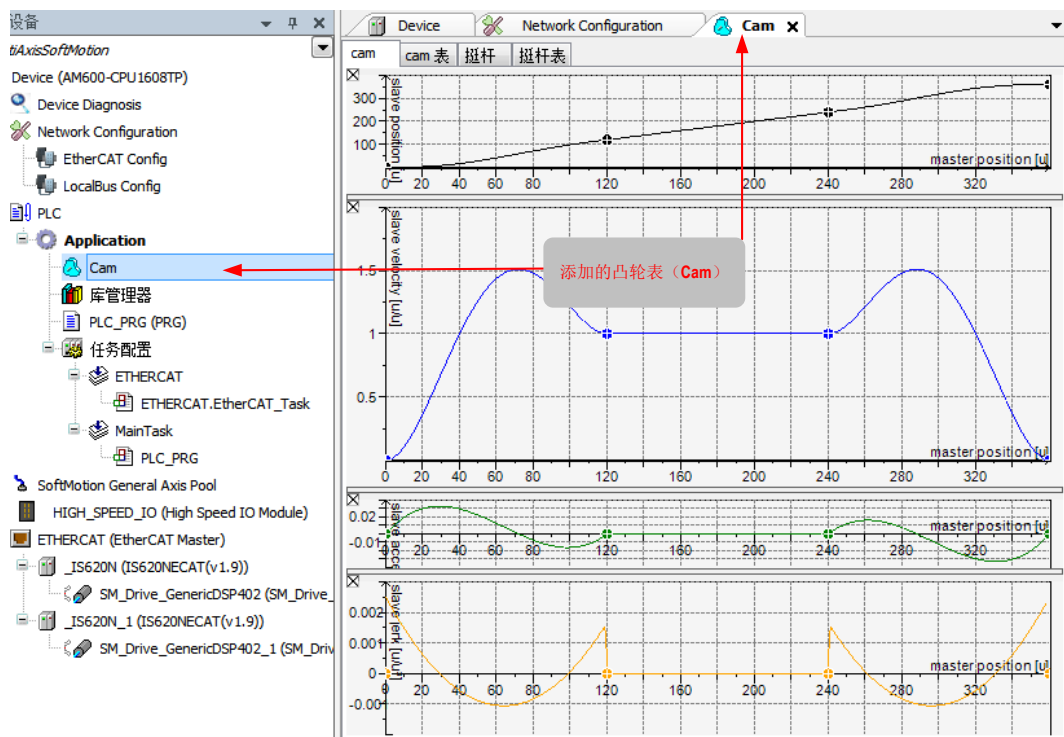 设备
tiAxisSoftMotion
Device (AM600-CPU1608TP)
Device Diagnosis
Network Configuration
EtherCAT Config
LocalBus Config
PLC
Application
Cam
库管理器
PLC_PRG (PRG)
任务配置
ETHERCAT
ETHERCAT.EtherCAT_Task
MainTask
PLC_PRG
SoftMotion General Axis Pool
HIGH_SPEED_IO (High Speed IO Module)
ETHERCAT (EtherCAT Master)
_IS620N (IS620NECAT(v1.9))
SM_Drive_GenericDSP402 (SM_Drive_
_IS620N_1 (IS620NECAT(v1.9))
SM_Drive_GenericDSP402_1 (SM_Driv
Device
Network Configuration
Cam
cam
cam 表
挺杆
挺杆表
slave position [u]
300
200
100
master position [u]
0 20 40 60 80 120 160 200 240 280 320
添加的凸轮表（Cam）
slave velocity [u/u]
1.5
1
0.5
master position [u]
0 20 40 60 80 120 160 200 240 280 320
slave acce
0.02
-0.01
master position [u]
0 20 40 60 80 120 160 200 240 280 320
slave jerk [u/u²]
0.002
0.001
0
-0.00
master position [u]
0 20 40 60 80 120 160 200 240 280 320